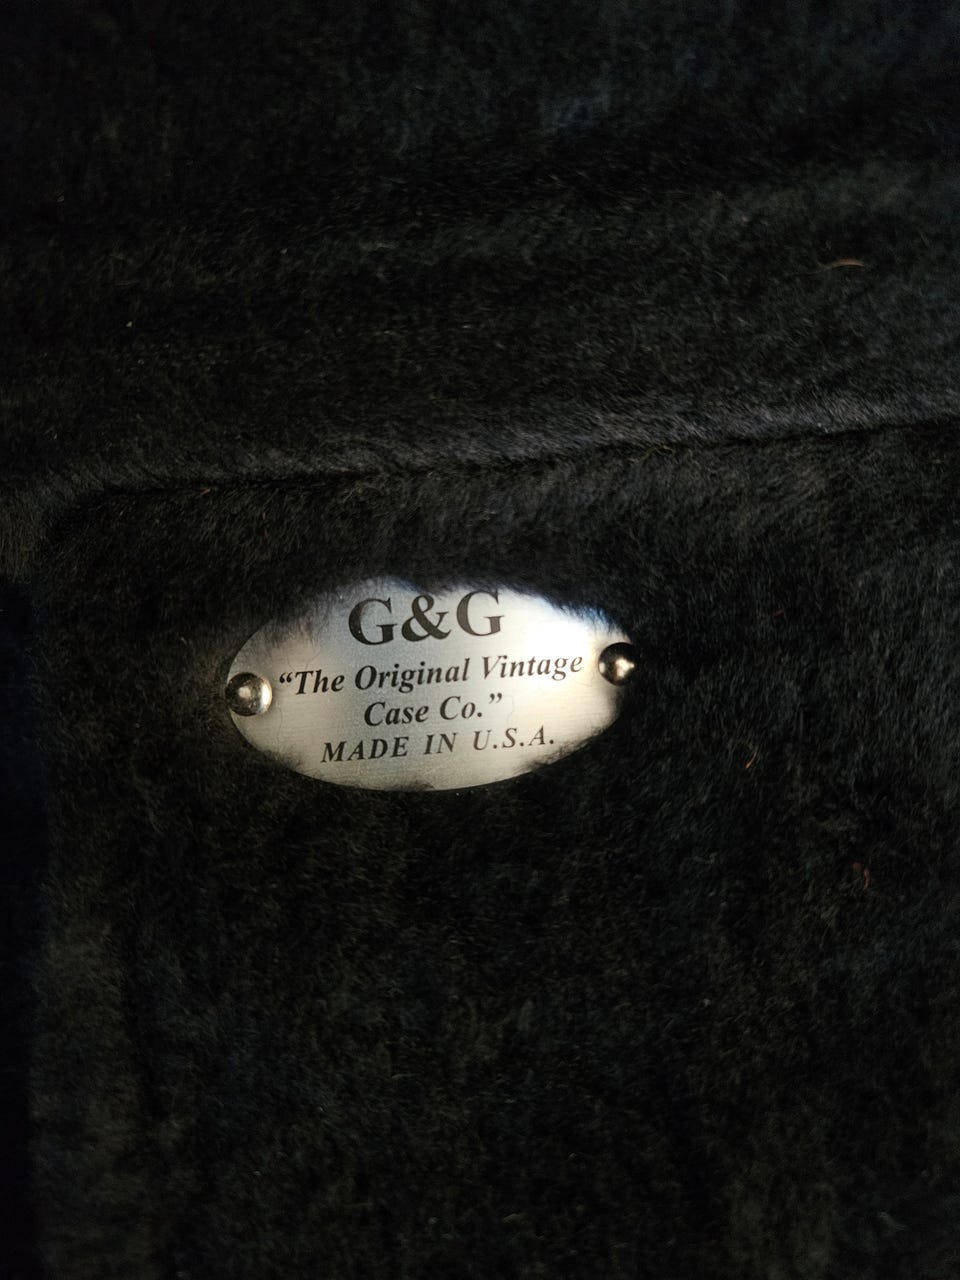 G&G
“The Original Vintage
Case Co.”
MADE IN U.S.A.